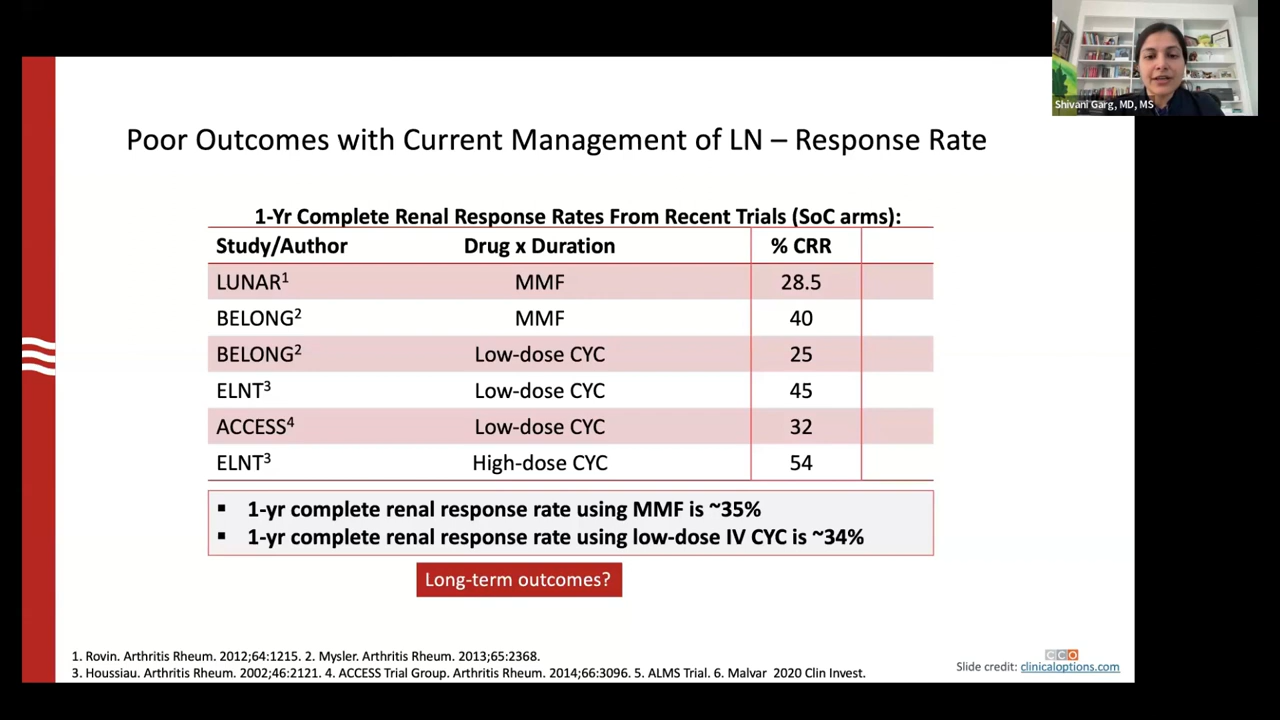 Shivani Garg, MD, MS
Poor Outcomes with Current Management of LN – Response Rate
1-Yr Complete Renal Response Rates From Recent Trials (SoC arms):
Study/Author Drug x Duration % CRR
LUNAR¹ MMF 28.5
BELONG² MMF 40
BELONG² Low-dose CYC 25
ELNT³ Low-dose CYC 45
ACCESS⁴ Low-dose CYC 32
ELNT³ High-dose CYC 54
▪ 1-yr complete renal response rate using MMF is ~35%
▪ 1-yr complete renal response rate using low-dose IV CYC is ~34%
Long-term outcomes?
1. Rovin. Arthritis Rheum. 2012;64:1215. 2. Mysler. Arthritis Rheum. 2013;65:2368.
3. Houssiau. Arthritis Rheum. 2002;46:2121. 4. ACCESS Trial Group. Arthritis Rheum. 2014;66:3096. 5. ALMS Trial. 6. Malvar 2020 Clin Invest.
CCO
Slide credit: clinicaloptions.com